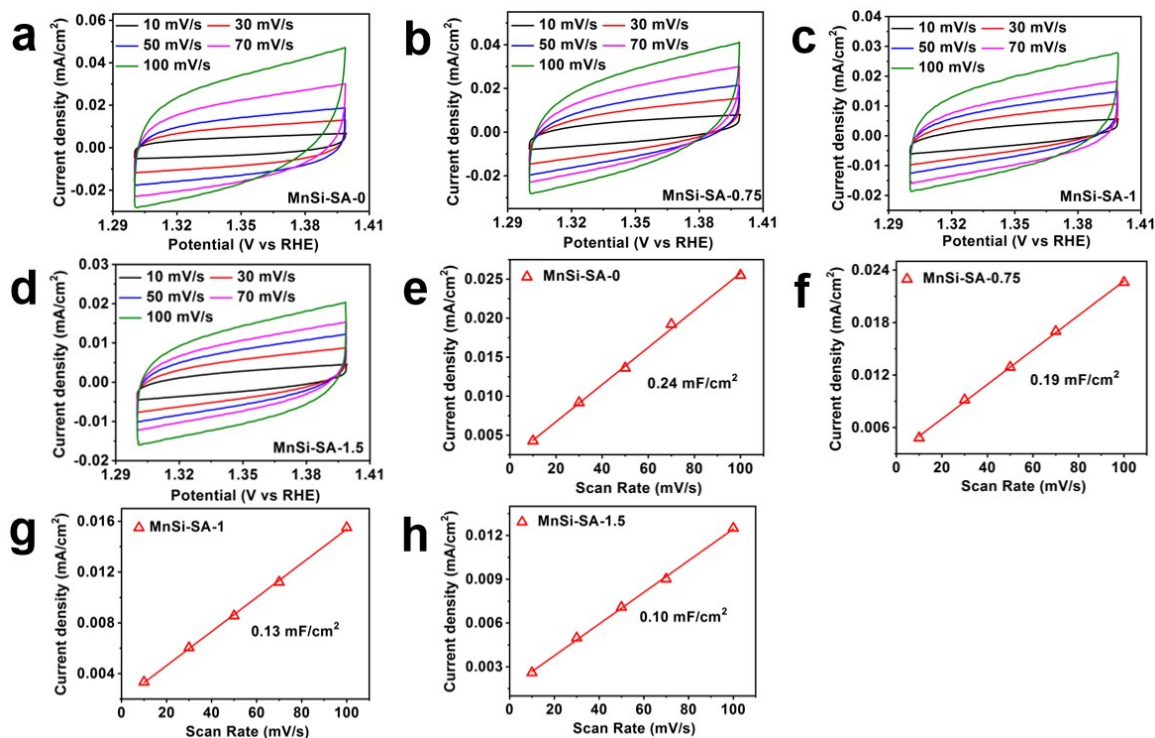 a
Current density (mA/cm²)
0.06
0.04
0.02
0.00
-0.02
10 mV/s 30 mV/s
50 mV/s 70 mV/s
100 mV/s
MnSi-SA-0
1.29 1.32 1.35 1.38 1.41
Potential (V vs RHE)
b
Current density (mA/cm²)
0.04
0.02
0.00
-0.02
10 mV/s 30 mV/s
50 mV/s 70 mV/s
100 mV/s
MnSi-SA-0.75
1.29 1.32 1.35 1.38 1.41
Potential (V vs RHE)
c
Current density (mA/cm²)
0.04
0.03
0.02
0.01
0.00
-0.01
-0.02
10 mV/s 30 mV/s
50 mV/s 70 mV/s
100 mV/s
MnSi-SA-1
1.29 1.32 1.35 1.38 1.41
Potential (V vs RHE)
d
Current density (mA/cm²)
0.03
0.02
0.01
0.00
-0.01
-0.02
10 mV/s 30 mV/s
50 mV/s 70 mV/s
100 mV/s
MnSi-SA-1.5
1.29 1.32 1.35 1.38 1.41
Potential (V vs RHE)
e
Current density (mA/cm²)
0.025
0.020
0.015
0.010
0.005
MnSi-SA-0
0.24 mF/cm²
0 20 40 60 80 100
Scan Rate (mV/s)
f
Current density (mA/cm²)
0.024
0.018
0.012
0.006
MnSi-SA-0.75
0.19 mF/cm²
0 20 40 60 80 100
Scan Rate (mV/s)
g
Current density (mA/cm²)
0.016
0.012
0.008
0.004
MnSi-SA-1
0.13 mF/cm²
0 20 40 60 80 100
Scan Rate (mV/s)
h
Current density (mA/cm²)
0.012
0.009
0.006
0.003
MnSi-SA-1.5
0.10 mF/cm²
0 20 40 60 80 100
Scan Rate (mV/s)